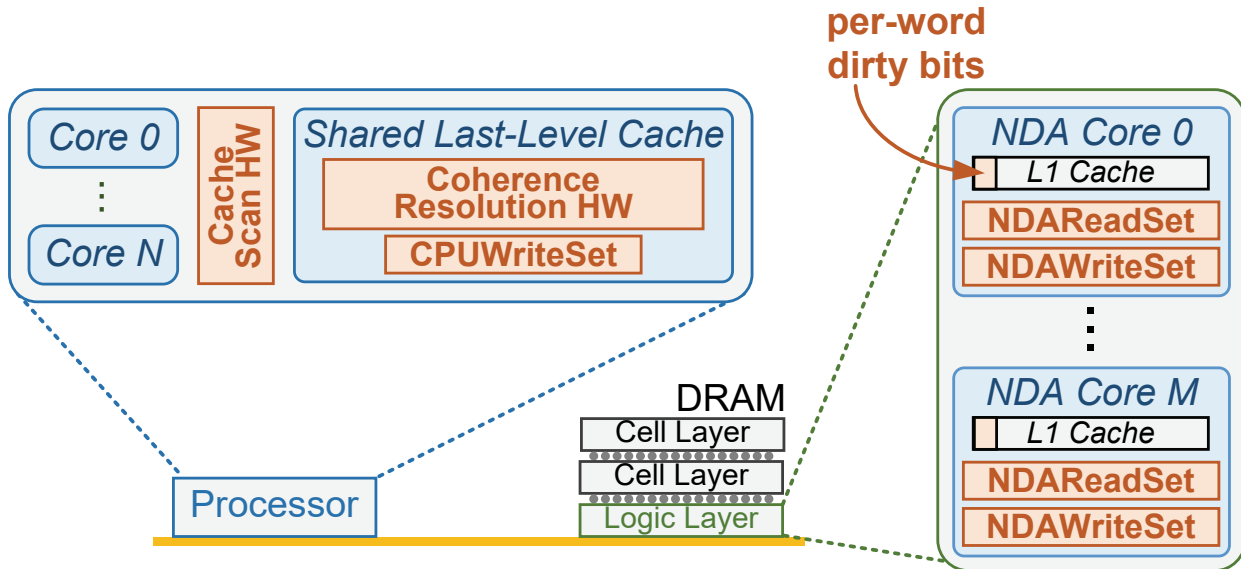 per-word
dirty bits
Core 0
⋮
Core N
Cache
Scan HW
Shared Last-Level Cache
Coherence
Resolution HW
CPUWriteSet
NDA Core 0
L1 Cache
NDAReadSet
NDAWriteSet
⋮
NDA Core M
L1 Cache
NDAReadSet
NDAWriteSet
DRAM
Cell Layer
Cell Layer
Logic Layer
Processor